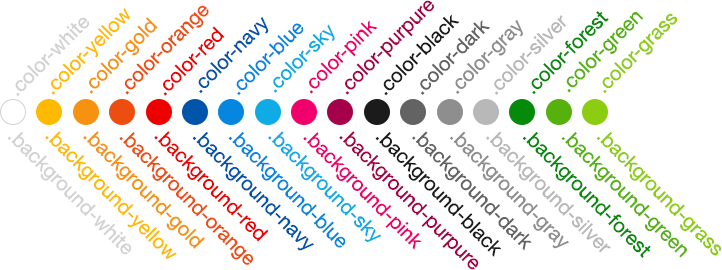 .color-white
.color-yellow
.color-gold
.color-orange
.color-red
.color-navy
.color-blue
.color-sky
.color-pink
.color-purpure
.color-black
.color-dark
.color-gray
.color-silver
.color-forest
.color-green
.color-grass
.background-white
.background-yellow
.background-gold
.background-orange
.background-red
.background-navy
.background-blue
.background-sky
.background-pink
.background-purpure
.background-black
.background-dark
.background-gray
.background-silver
.background-forest
.background-green
.background-grass